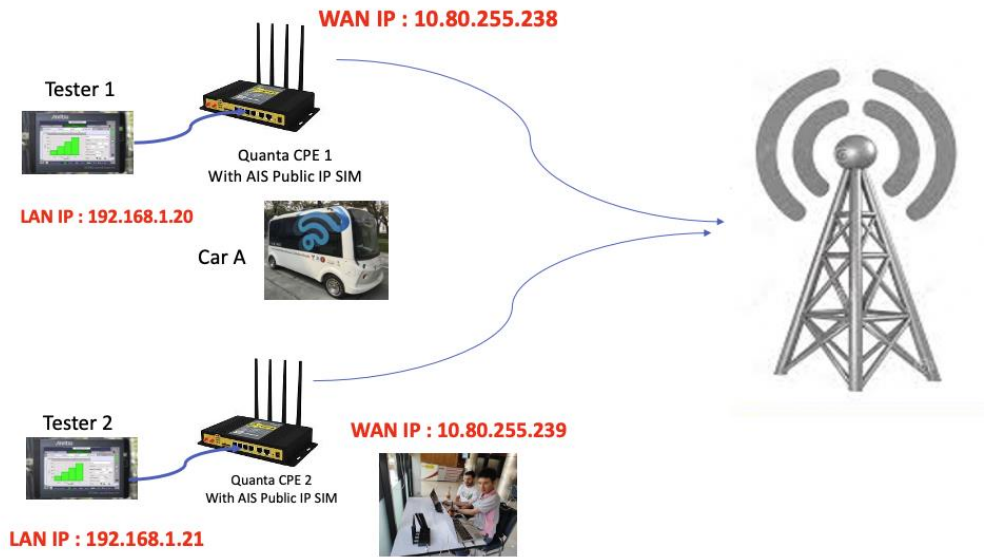 WAN IP : 10.80.255.238
Tester 1
Quanta CPE 1
With AIS Public IP SIM
LAN IP : 192.168.1.20
Car A
Tester 2
WAN IP : 10.80.255.239
Quanta CPE 2
With AIS Public IP SIM
LAN IP : 192.168.1.21